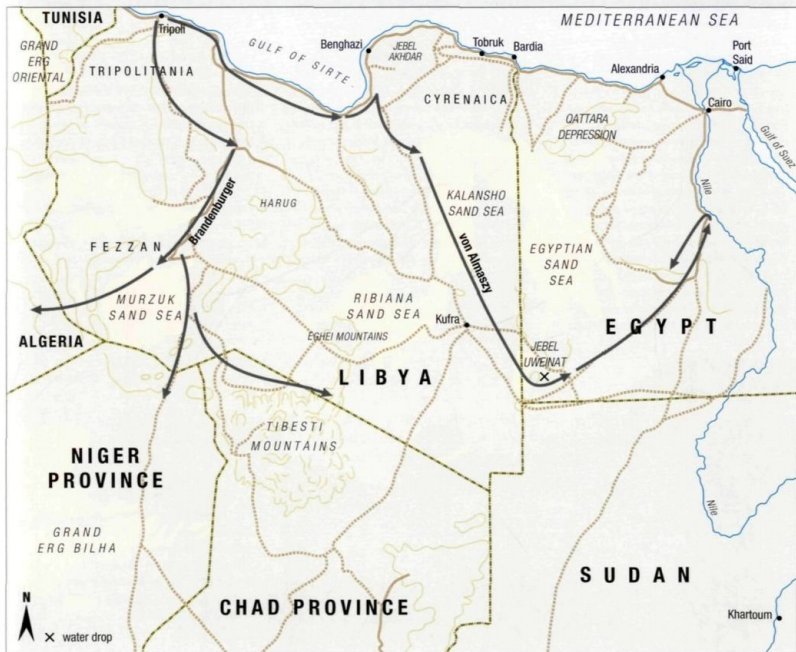 TUNISIA
Tripoli
MEDITERRANEAN SEA
GRAND
ERG
ORIENTAL
TRIPOLITANIA
GULF OF SIRTE
Benghazi
JEBEL
AKHDAR
Tobruk
Bardia
Alexandria
Port
Said
CYRENAICA
Cairo
QATTARA
DEPRESSION
Gulf of Suez
Nile
HARUG
KALANSHO
SAND SEA
Brandenburger
FEZZAN
von Almaszy
EGYPTIAN
SAND
SEA
MURZUK
SAND SEA
RIBIANA
SAND SEA
Kufra
EGYPT
ALGERIA
EGHEI MOUNTAINS
JEBEL
UWEINAT
LIBYA
TIBESTI
MOUNTAINS
NIGER
PROVINCE
Nile
GRAND
ERG BILHA
SUDAN
CHAD PROVINCE
Khartoum
N
× water drop